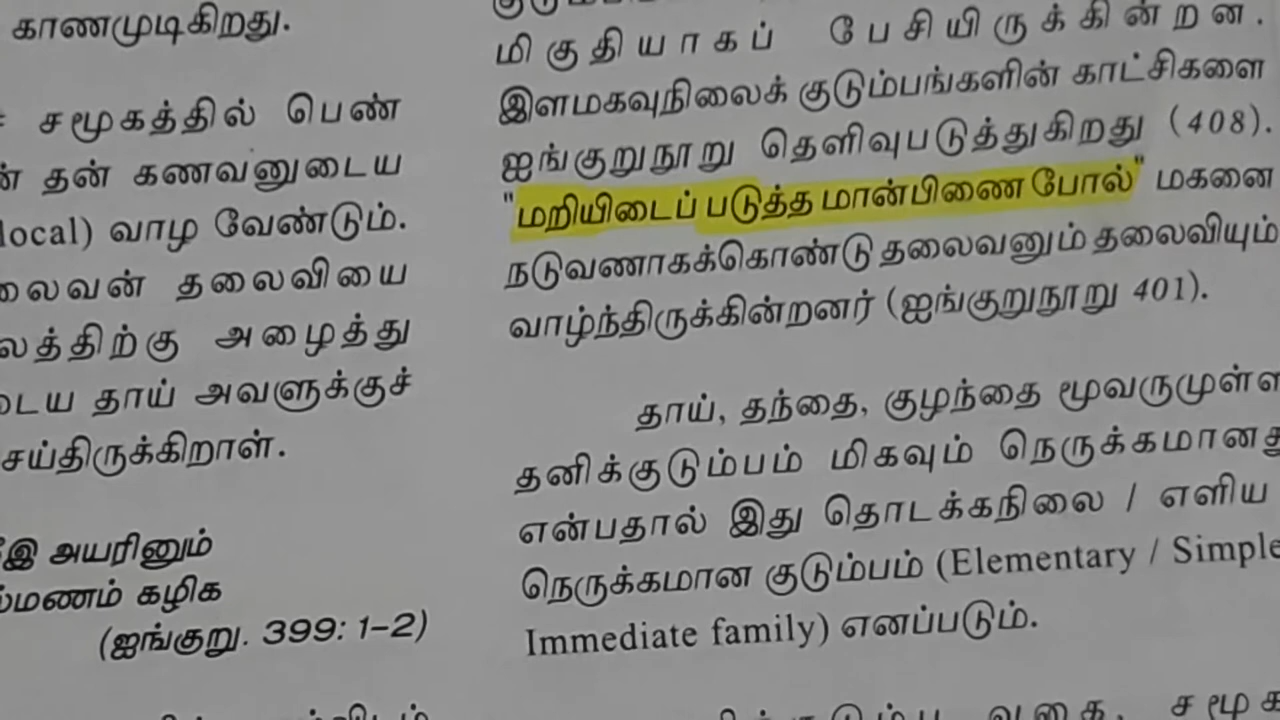 காணமுடிகிறது.
சமூகத்தில் பெண்
தன் கணவனுடைய
local) வாழ வேண்டும்.
லைவன் தலைவியை
லத்திற்கு அழைத்து
டைய தாய் அவளுக்குச்
சய்திருக்கிறாள்.
இ அயரினும்
மணம் கழிக
(ஐங்குறு. 399: 1-2)
மிகுதியாகப் பேசியிருக்கின்றன.
இளமகவுநிலைக் குடும்பங்களின் காட்சிகளை
ஐங்குறுநூறு தெளிவுபடுத்துகிறது (408).
"மறியிடைப் படுத்த மான்பிணை போல்" மகனை
நடுவணாகக்கொண்டு தலைவனும் தலைவியும்
வாழ்ந்திருக்கின்றனர் (ஐங்குறுநூறு 401).
தாய், தந்தை, குழந்தை மூவருமுள்ள
தனிக்குடும்பம் மிகவும் நெருக்கமானது
என்பதால் இது தொடக்கநிலை / எளிய
நெருக்கமான குடும்பம் (Elementary / Simple
Immediate family) எனப்படும்.